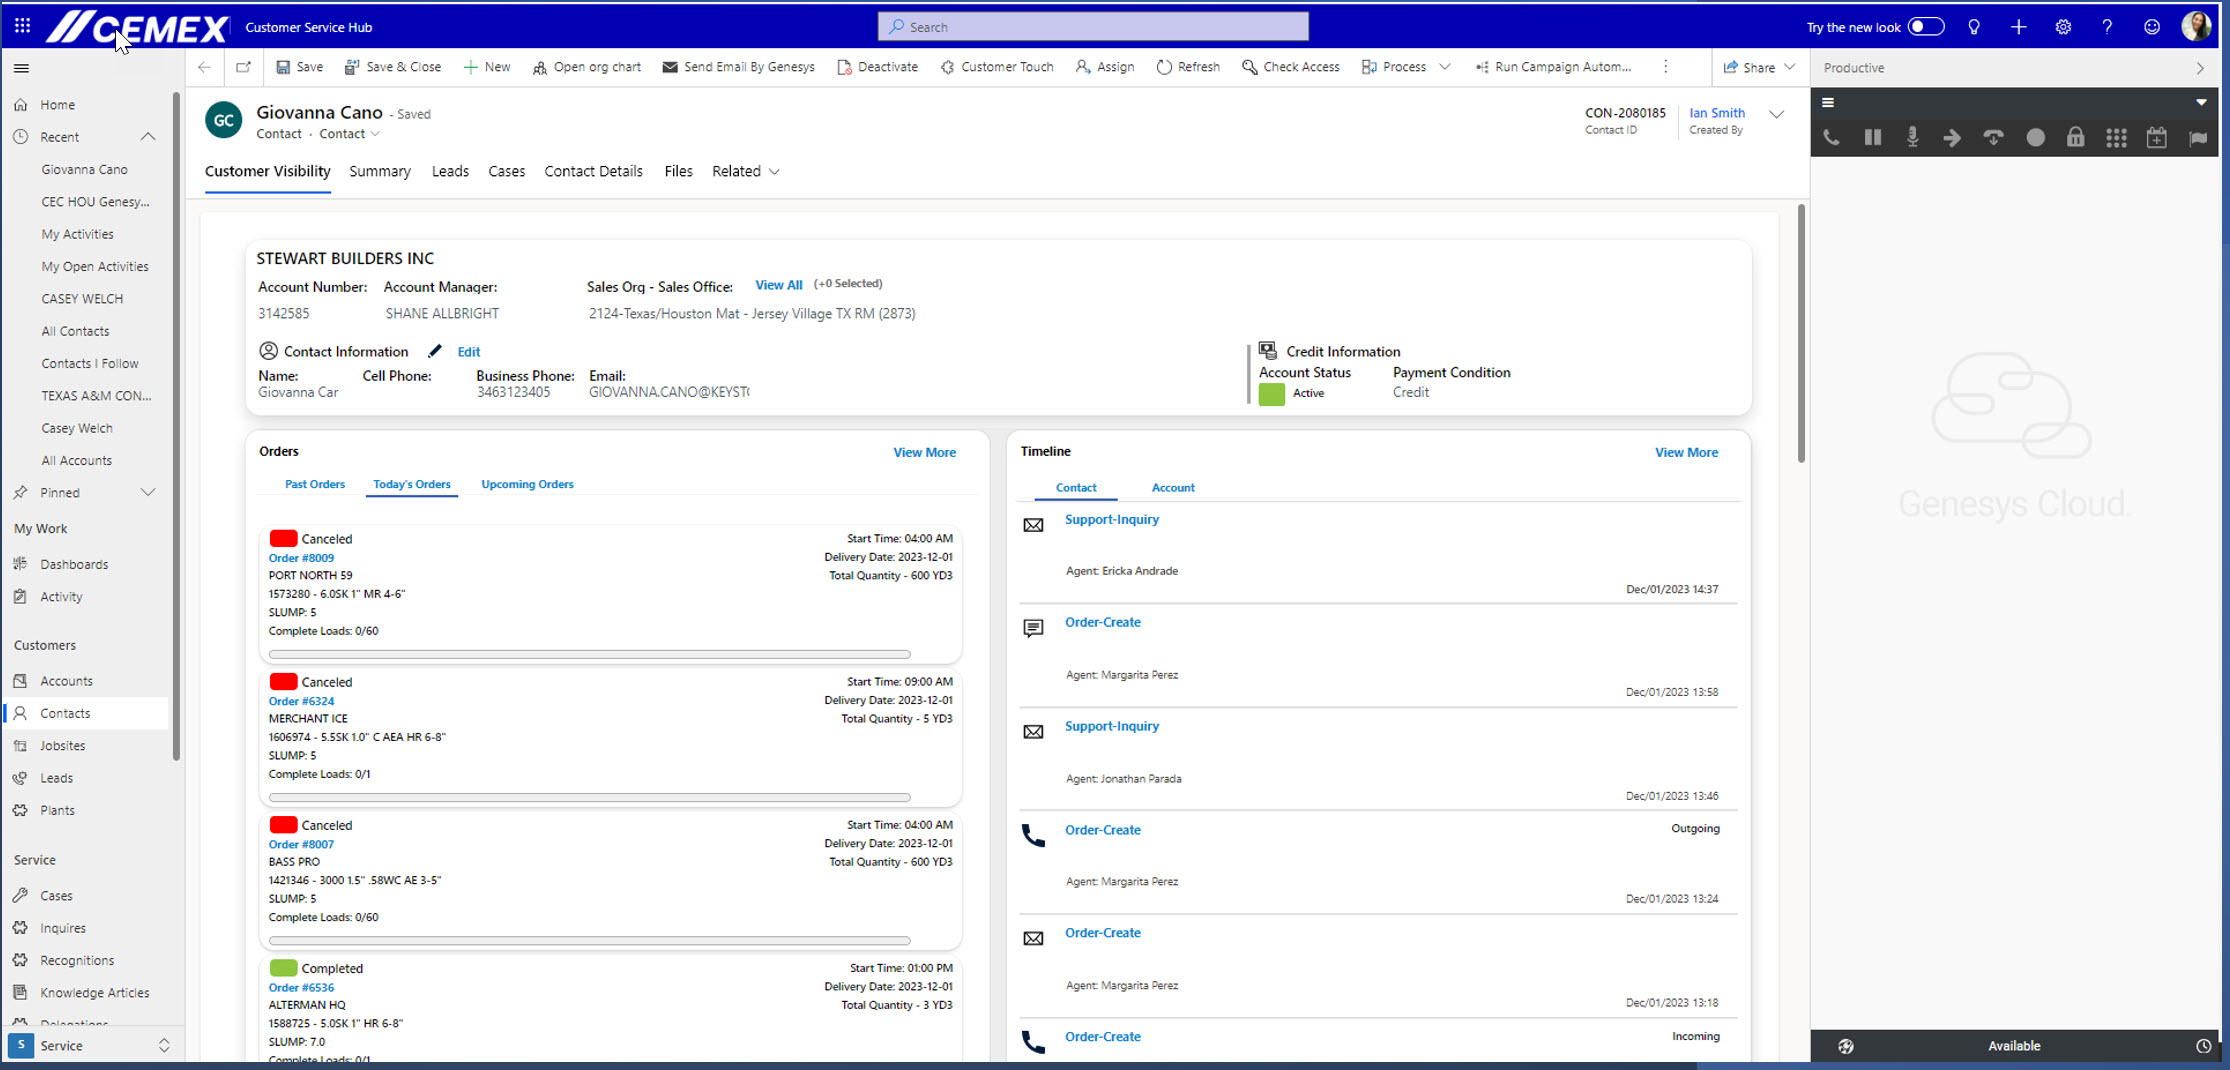 CEMEX Customer Service Hub Search Try the new look
Save Save & Close New Open org chart Send Email By Genesys Deactivate Customer Touch Assign Refresh Check Access Process Run Campaign Autom... Share Productive
Home
Recent
Giovanna Cano
CEC HOU Genesy...
My Activities
My Open Activities
CASEY WELCH
All Contacts
Contacts I Follow
TEXAS A&M CON...
Casey Welch
All Accounts
Pinned
My Work
Dashboards
Activity
Customers
Accounts
Contacts
Jobsites
Leads
Plants
Service
Cases
Inquires
Recognitions
Knowledge Articles
Delegations
S Service
GC Giovanna Cano - Saved
Contact · Contact
CON-2080185 Ian Smith
Contact ID Created By
Customer Visibility Summary Leads Cases Contact Details Files Related
STEWART BUILDERS INC
Account Number: Account Manager: Sales Org - Sales Office: View All (+0 Selected)
3142585 SHANE ALLBRIGHT 2124-Texas/Houston Mat - Jersey Village TX RM (2873)
Contact Information Edit
Name: Cell Phone: Business Phone: Email:
Giovanna Car 3463123405 GIOVANNA.CANO@KEYST
Credit Information
Account Status Payment Condition
Active Credit
Orders View More
Past Orders Today's Orders Upcoming Orders
Canceled Start Time: 04:00 AM
Order #8009 Delivery Date: 2023-12-01
PORT NORTH 59 Total Quantity - 600 YD3
1573280 - 6.0SK 1" MR 4-6"
SLUMP: 5
Complete Loads: 0/60
Canceled Start Time: 09:00 AM
Order #6324 Delivery Date: 2023-12-01
MERCHANT ICE Total Quantity - 5 YD3
1606974 - 5.5SK 1.0" C AEA HR 6-8"
SLUMP: 5
Complete Loads: 0/1
Canceled Start Time: 04:00 AM
Order #8007 Delivery Date: 2023-12-01
BASS PRO Total Quantity - 600 YD3
1421346 - 3000 1.5" .58WC AE 3-5"
SLUMP: 5
Complete Loads: 0/60
Completed Start Time: 01:00 PM
Order #6536 Delivery Date: 2023-12-01
ALTERMAN HQ Total Quantity - 3 YD3
1588725 - 5.0SK 1" HR 6-8"
SLUMP: 7.0
Complete Loads: 0/1
Timeline View More
Contact Account
Support-Inquiry
Agent: Ericka Andrade
Dec/01/2023 14:37
Order-Create
Agent: Margarita Perez
Dec/01/2023 13:58
Support-Inquiry
Agent: Jonathan Parada
Dec/01/2023 13:46
Order-Create Outgoing
Agent: Margarita Perez
Dec/01/2023 13:24
Order-Create
Agent: Margarita Perez
Dec/01/2023 13:18
Order-Create Incoming
Genesys Cloud.
Available